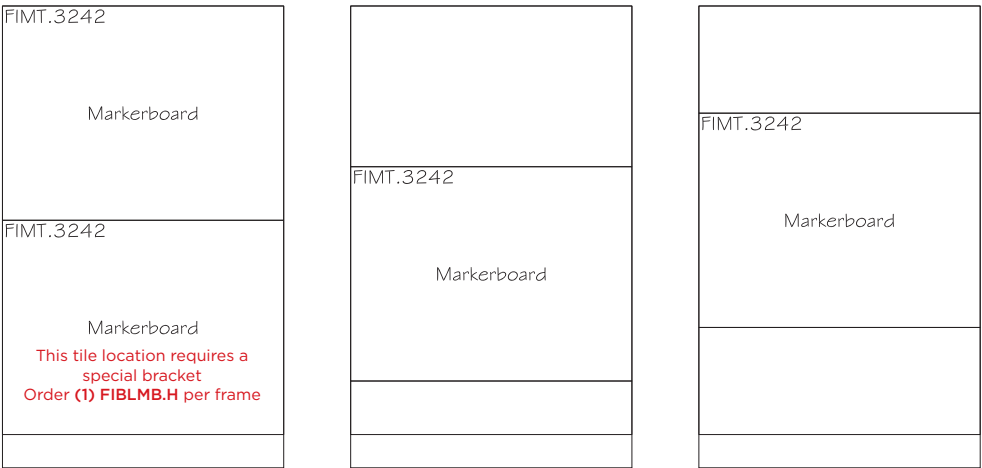 FIMT.3242
Markerboard
FIMT.3242
Markerboard
This tile location requires a
special bracket
Order (1) FIBLMB.H per frame
FIMT.3242
Markerboard
FIMT.3242
Markerboard